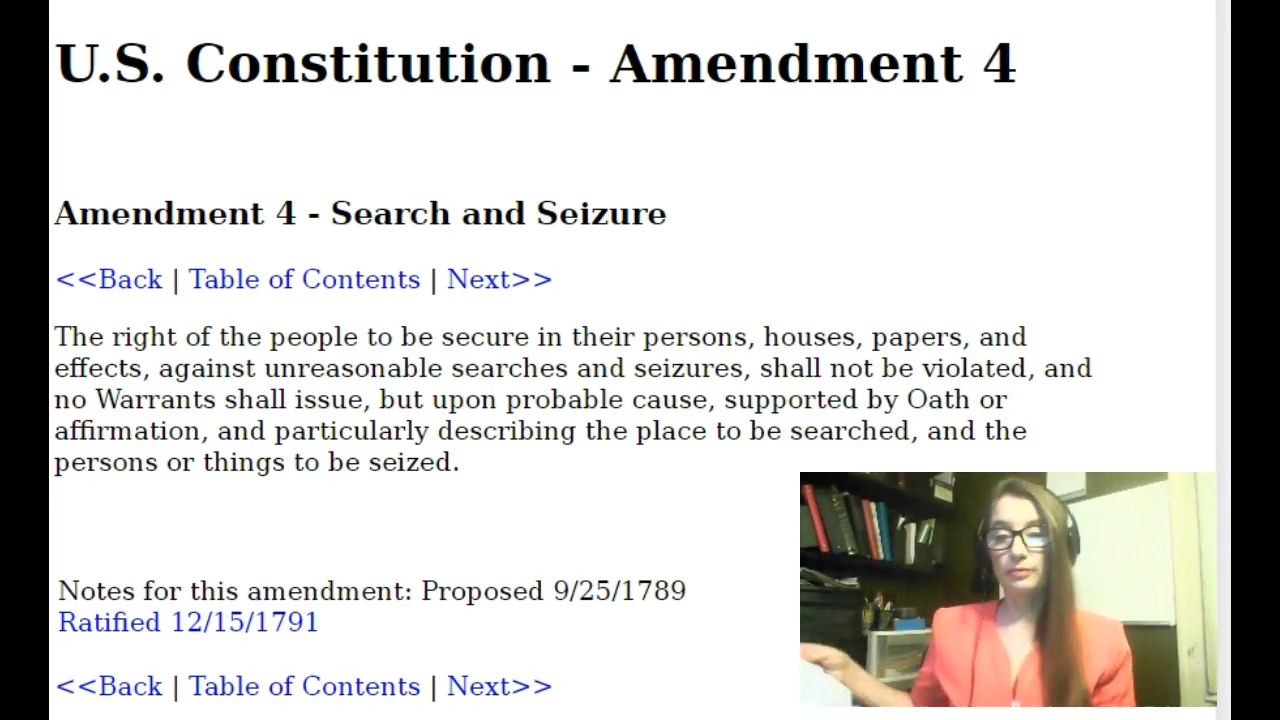 U.S. Constitution - Amendment 4
Amendment 4 - Search and Seizure
<<Back | Table of Contents | Next>>
The right of the people to be secure in their persons, houses, papers, and
effects, against unreasonable searches and seizures, shall not be violated, and
no Warrants shall issue, but upon probable cause, supported by Oath or
affirmation, and particularly describing the place to be searched, and the
persons or things to be seized.
Notes for this amendment: Proposed 9/25/1789
Ratified 12/15/1791
<<Back | Table of Contents | Next>>